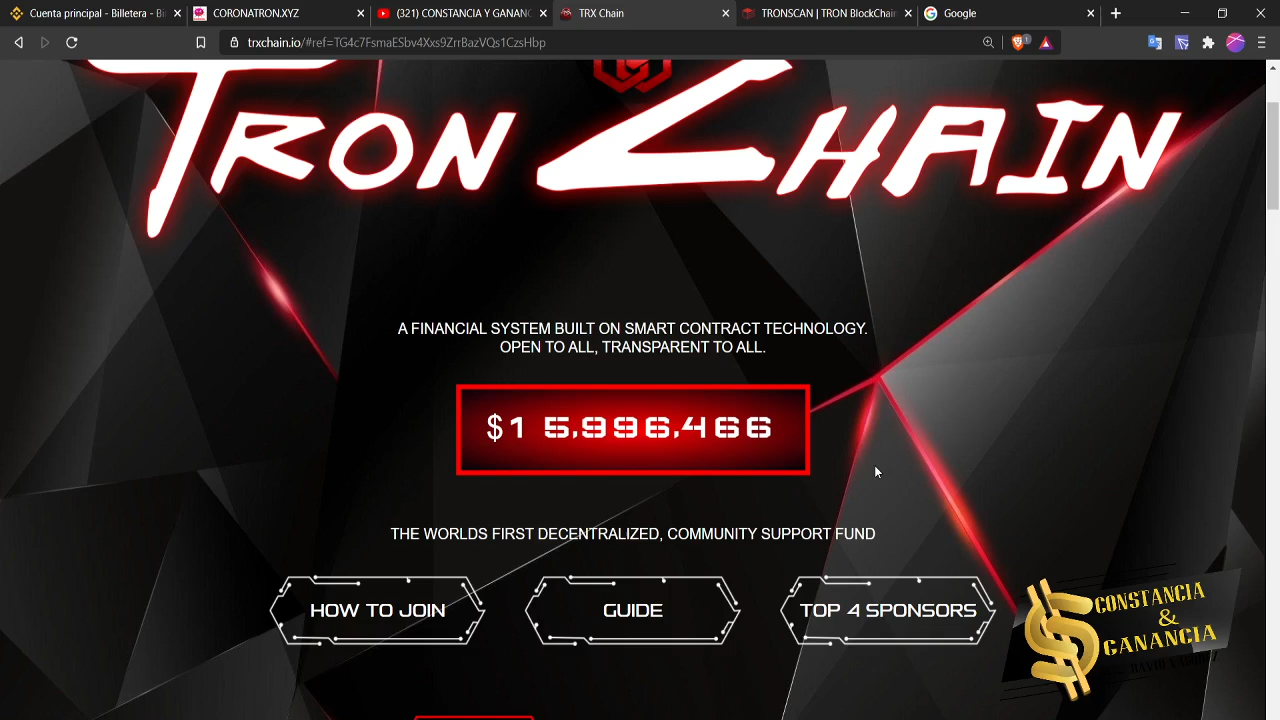 Cuenta principal - Billetera - Bi
CORONATRON.XYZ
(321) CONSTANCIA Y GANANC
TRX Chain
TRONSCAN | TRON BlockChain
Google
trxchain.io/#ref=TG4c7FsmaESbv4Xxs9ZrrBazVQs1CzsHbp
1
TRON CHAIN
A FINANCIAL SYSTEM BUILT ON SMART CONTRACT TECHNOLOGY.
OPEN TO ALL, TRANSPARENT TO ALL.
$15,996,466
THE WORLDS FIRST DECENTRALIZED, COMMUNITY SUPPORT FUND
HOW TO JOIN
GUIDE
TOP 4 SPONSORS
CONSTANCIA
&
GANANCIA